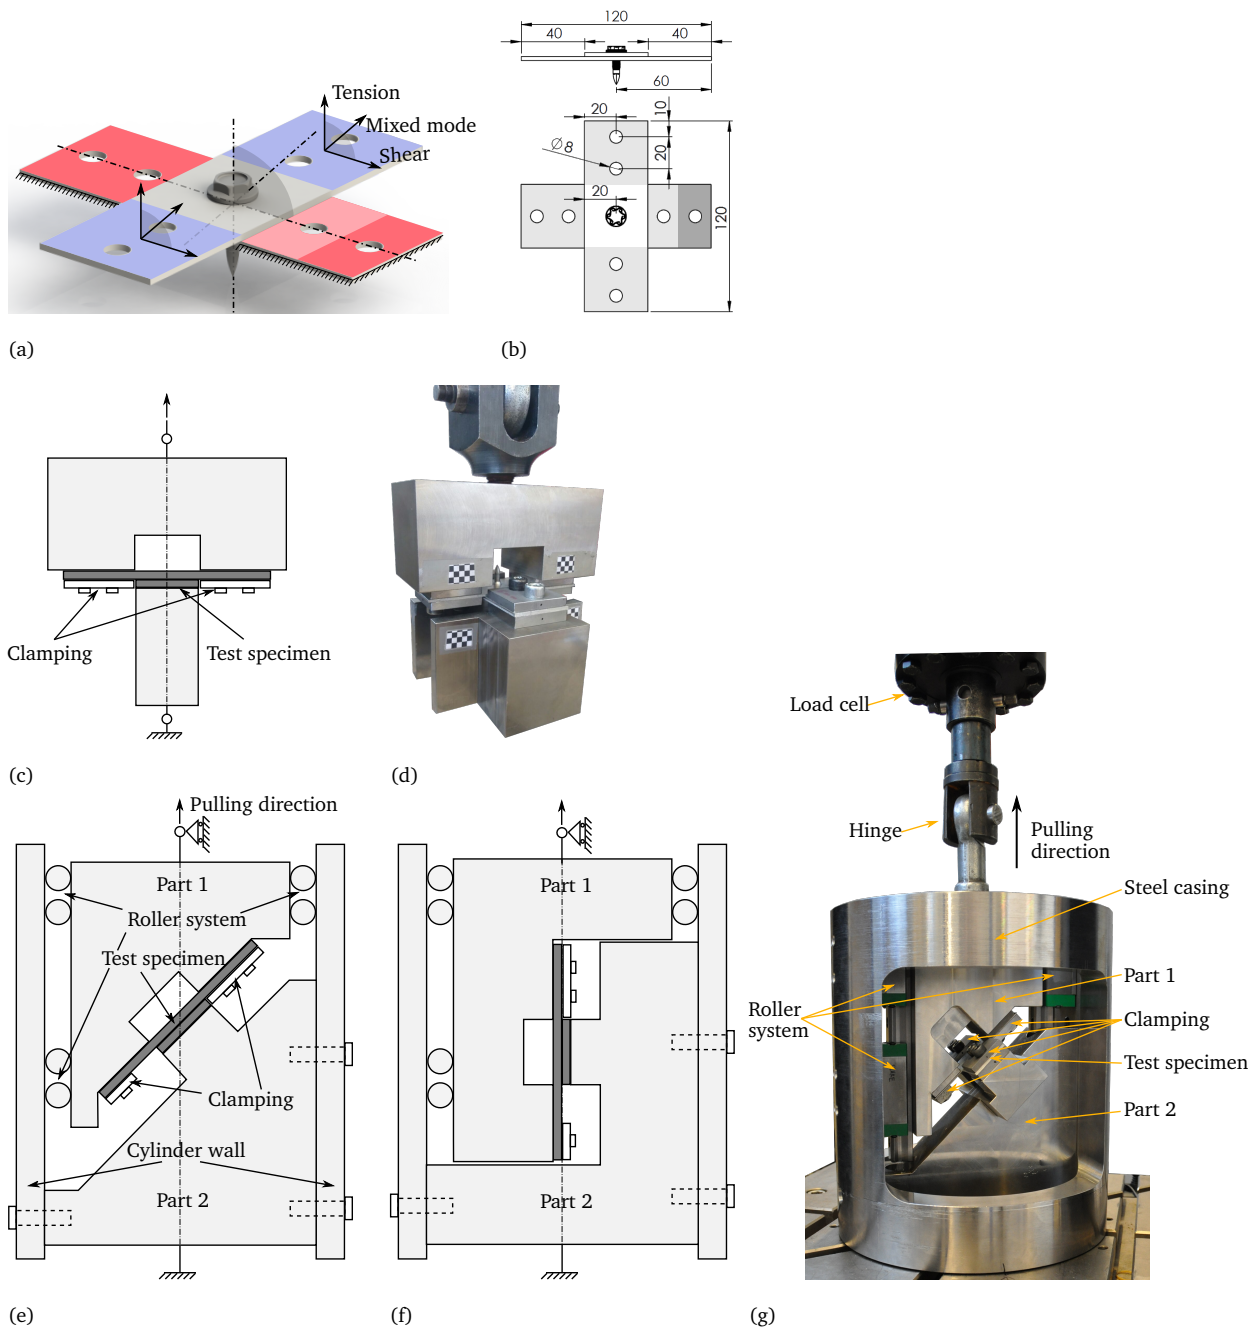 Tension
Mixed mode
Shear
(a)
120
40
40
60
20
10
Ø8
20
20
120
(b)
Clamping
Test specimen
(c)
(d)
Pulling direction
Part 1
Roller system
Test specimen
Clamping
Cylinder wall
Part 2
(e)
Part 1
Part 2
(f)
Load cell
Hinge
Pulling
direction
Steel casing
Part 1
Roller
system
Clamping
Test specimen
Part 2
(g)